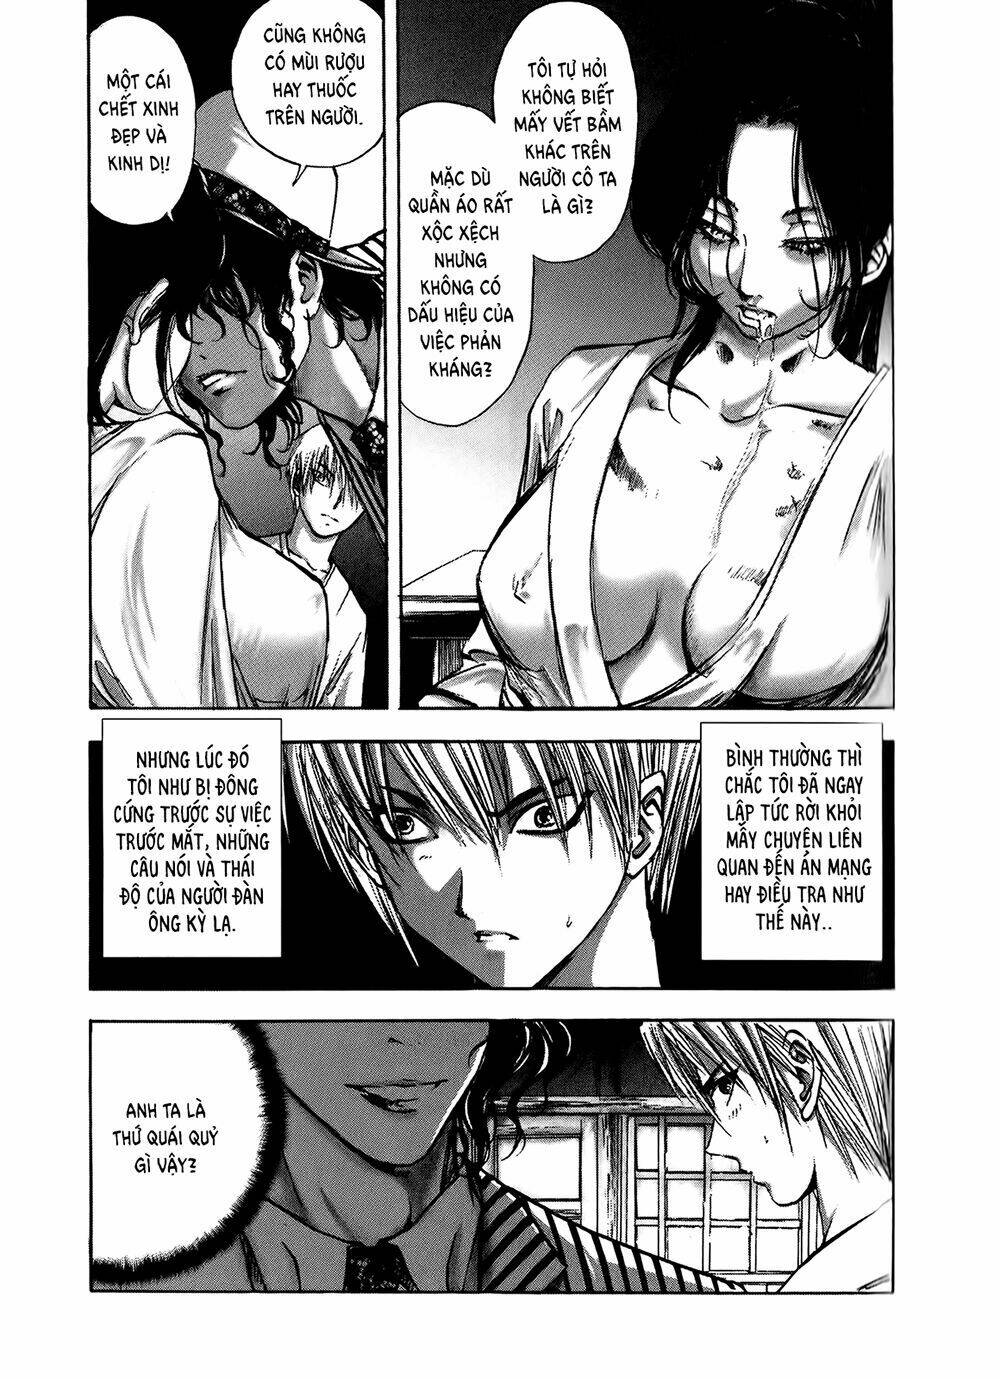 TÔI TỰ HỎI
KHÔNG BIẾT
MẤY VẾT BẦM
KHÁC TRÊN
NGƯỜI CÔ TA
LÀ GÌ?
MẶC DÙ
QUẦN ÁO RẤT
XỘC XỆCH
NHƯNG
KHÔNG CÓ
DẤU HIỆU CỦA
VIỆC PHẢN
KHÁNG?
CŨNG KHÔNG
CÓ MÙI RƯỢU
HAY THUỐC
TRÊN NGƯỜI.
MỘT CÁI
CHẾT XINH
ĐẸP VÀ
KINH DỊ!
BÌNH THƯỜNG THÌ
CHẮC TÔI ĐÃ NGAY
LẬP TỨC RỜI KHỎI
MẤY CHUYỆN LIÊN
QUAN ĐẾN ÁN MẠNG
HAY ĐIỀU TRA NHƯ
THẾ NÀY..
NHƯNG LÚC ĐÓ
TÔI NHƯ BỊ ĐÔNG
CỨNG TRƯỚC SỰ VIỆC
TRƯỚC MẮT, NHỮNG
CÂU NÓI VÀ THÁI
ĐỘ CỦA NGƯỜI ĐÀN
ÔNG KỲ LẠ.
ANH TA LÀ
THỨ QUÁI QUỶ
GÌ VẬY?